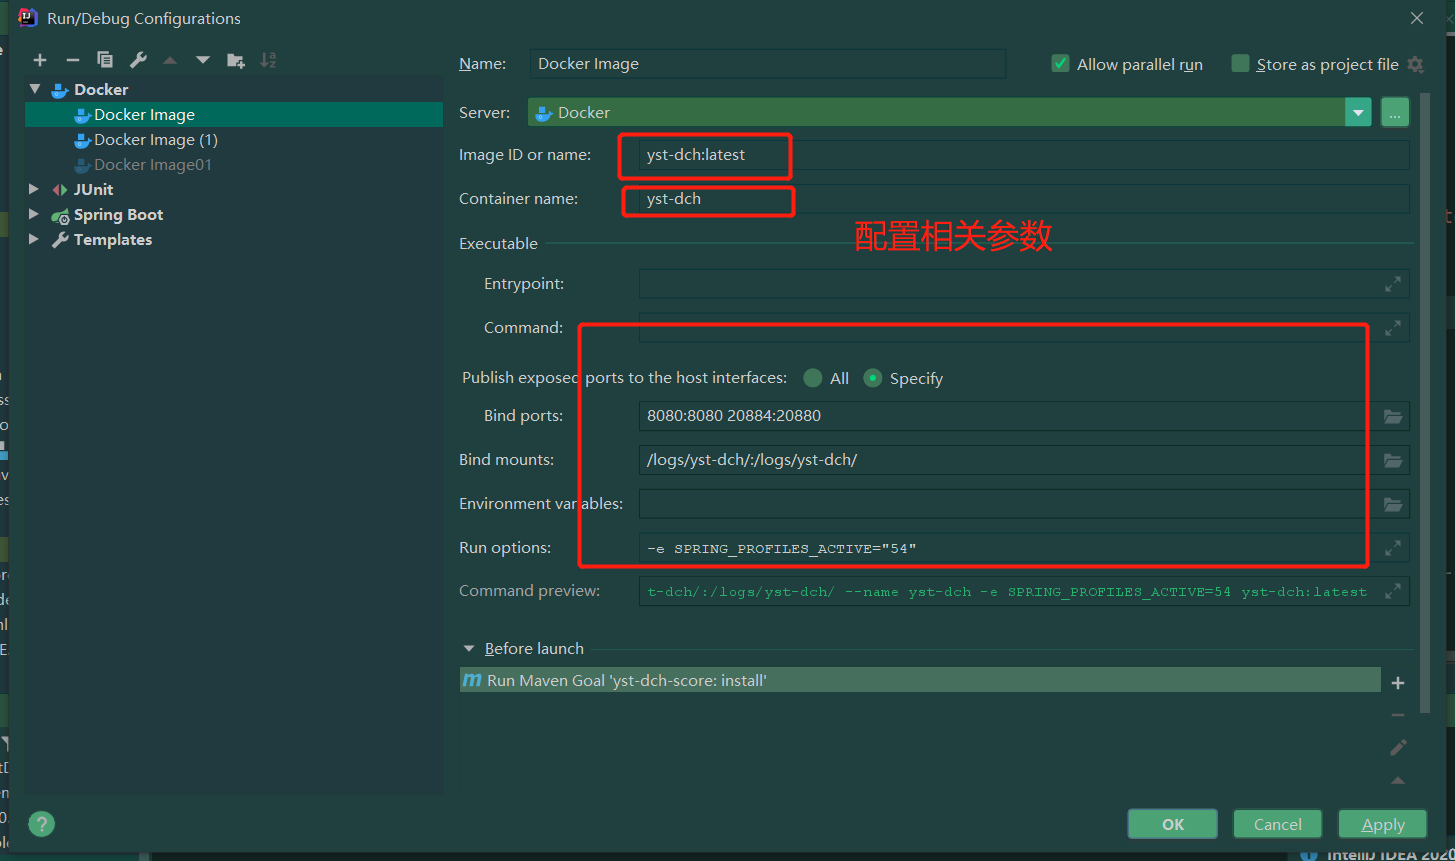 Run/Debug Configurations
Name:
Docker Image
Allow parallel run
Store as project file
Docker
Docker Image
Docker Image (1)
Docker Image01
JUnit
Spring Boot
Templates
Server:
Docker
...
Image ID or name:
yst-dch:latest
Container name:
yst-dch
配置相关参数
Executable
Entrypoint:
Command:
Publish exposed ports to the host interfaces:
All
Specify
Bind ports:
8080:8080 20884:20880
Bind mounts:
/logs/yst-dch/:/logs/yst-dch/
Environment variables:
Run options:
-e SPRING_PROFILES_ACTIVE="54"
Command preview:
t-dch/:/logs/yst-dch/ --name yst-dch -e SPRING_PROFILES_ACTIVE=54 yst-dch:latest
Before launch
Run Maven Goal 'yst-dch-score: install'
?
OK
Cancel
Apply
IntelliJ IDEA 2020